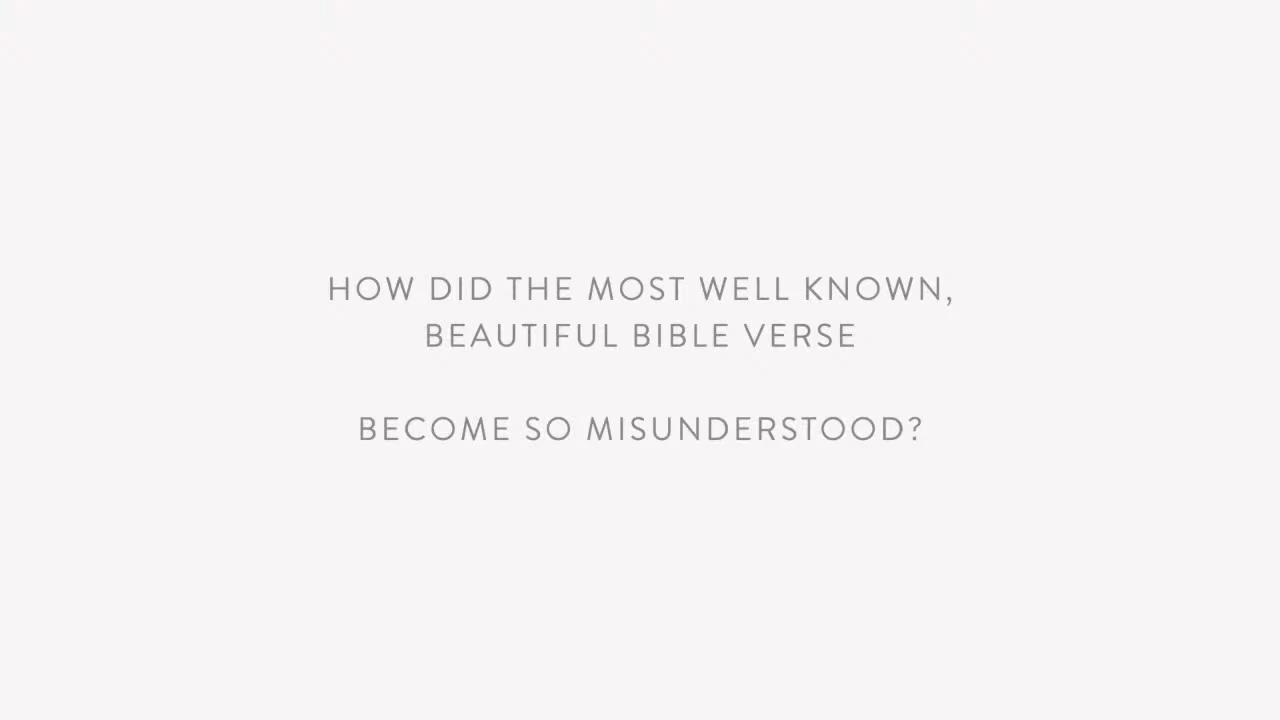 HOW DID THE MOST WELL KNOWN,
BEAUTIFUL BIBLE VERSE
BECOME SO MISUNDERSTOOD?